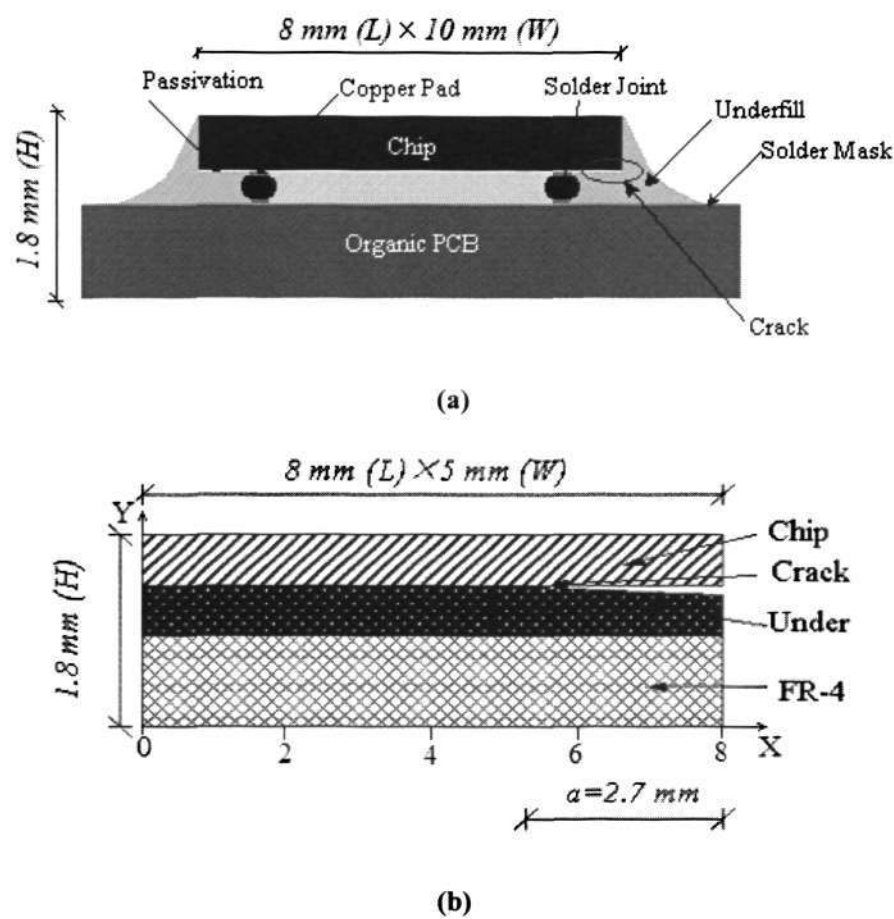 8 mm (L) × 10 mm (W)
Passivation
Copper Pad
Solder Joint
Underfill
Solder Mask
Chip
1.8 mm (H)
Organic PCB
Crack
(a)
8 mm (L) ×5 mm (W)
Y
Chip
Crack
1.8 mm (H)
Under
FR-4
0 2 4 6 8 X
a=2.7 mm
(b)